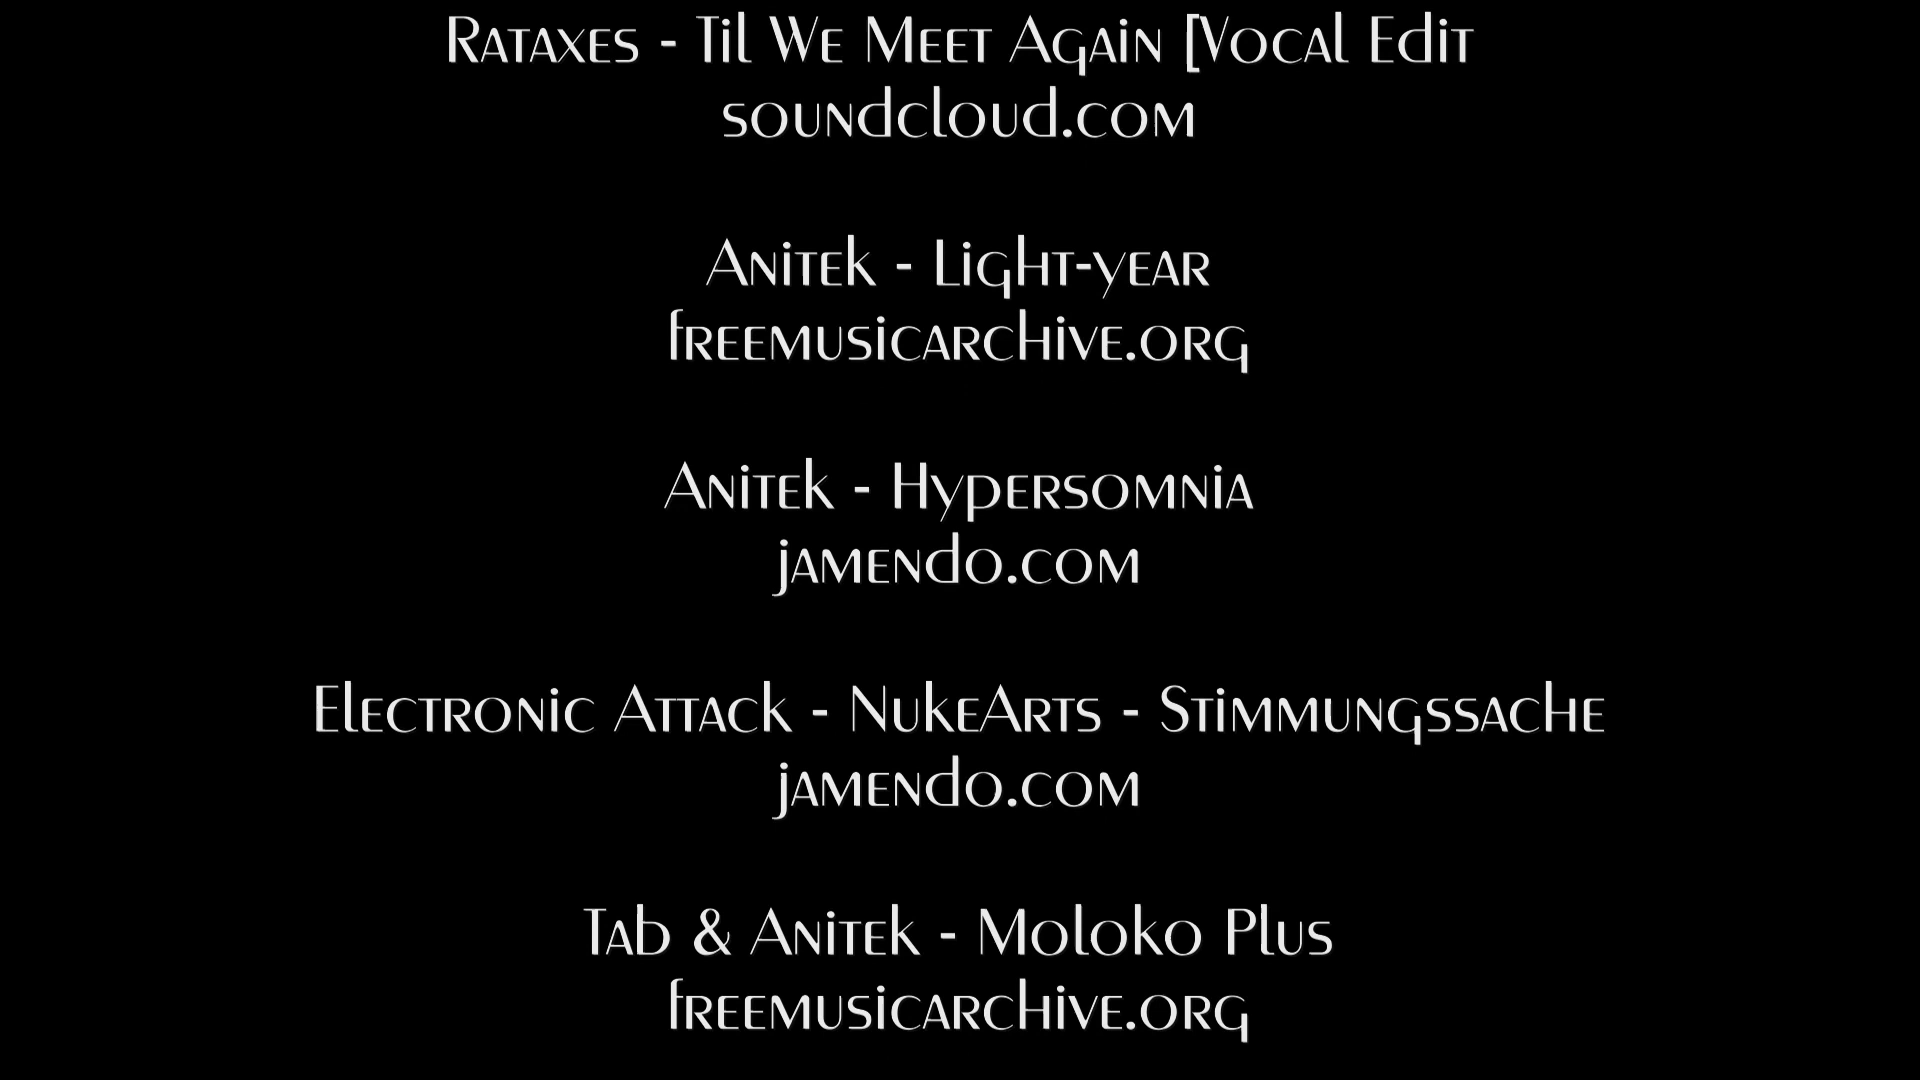 Rataxes - Til We Meet Again [Vocal Edit
soundcloud.com
Anitek - Light-year
freemusicarchive.org
Anitek - Hypersomnia
jamendo.com
Electronic Attack - NukeArts - Stimmungssache
jamendo.com
Tab & Anitek - Moloko Plus
freemusicarchive.org